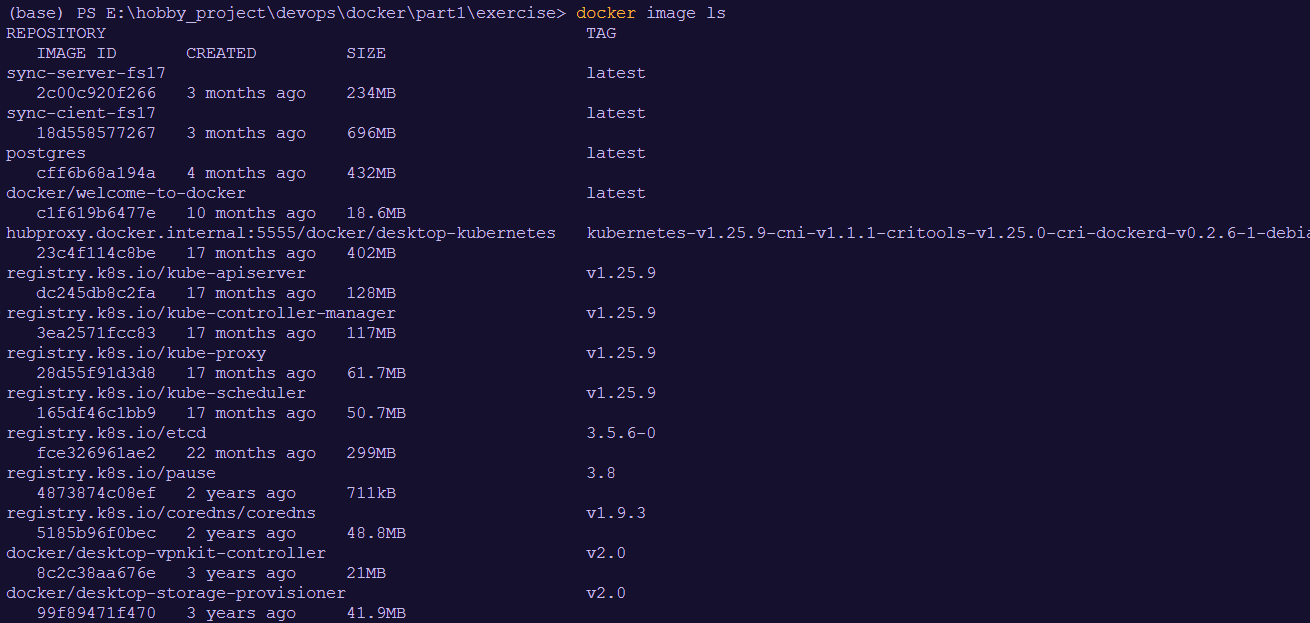 (base) PS E:\hobby_project\devops\docker\part1\exercise> docker image ls
REPOSITORY TAG
IMAGE ID CREATED SIZE
sync-server-fs17 latest
2c00c920f266 3 months ago 234MB
sync-cient-fs17 latest
18d558577267 3 months ago 696MB
postgres latest
cff6b68a194a 4 months ago 432MB
docker/welcome-to-docker latest
c1f619b6477e 10 months ago 18.6MB
hubproxy.docker.internal:5555/docker/desktop-kubernetes kubernetes-v1.25.9-cni-v1.1.1-critools-v1.25.0-cri-dockerd-v0.2.6-1-debia
23c4f114c8be 17 months ago 402MB
registry.k8s.io/kube-apiserver v1.25.9
dc245db8c2fa 17 months ago 128MB
registry.k8s.io/kube-controller-manager v1.25.9
3ea2571fcc83 17 months ago 117MB
registry.k8s.io/kube-proxy v1.25.9
28d55f91d3d8 17 months ago 61.7MB
registry.k8s.io/kube-scheduler v1.25.9
165df46c1bb9 17 months ago 50.7MB
registry.k8s.io/etcd 3.5.6-0
fce326961ae2 22 months ago 299MB
registry.k8s.io/pause 3.8
4873874c08ef 2 years ago 711kB
registry.k8s.io/coredns/coredns v1.9.3
5185b96f0bec 2 years ago 48.8MB
docker/desktop-vpnkit-controller v2.0
8c2c38aa676e 3 years ago 21MB
docker/desktop-storage-provisioner v2.0
99f89471f470 3 years ago 41.9MB